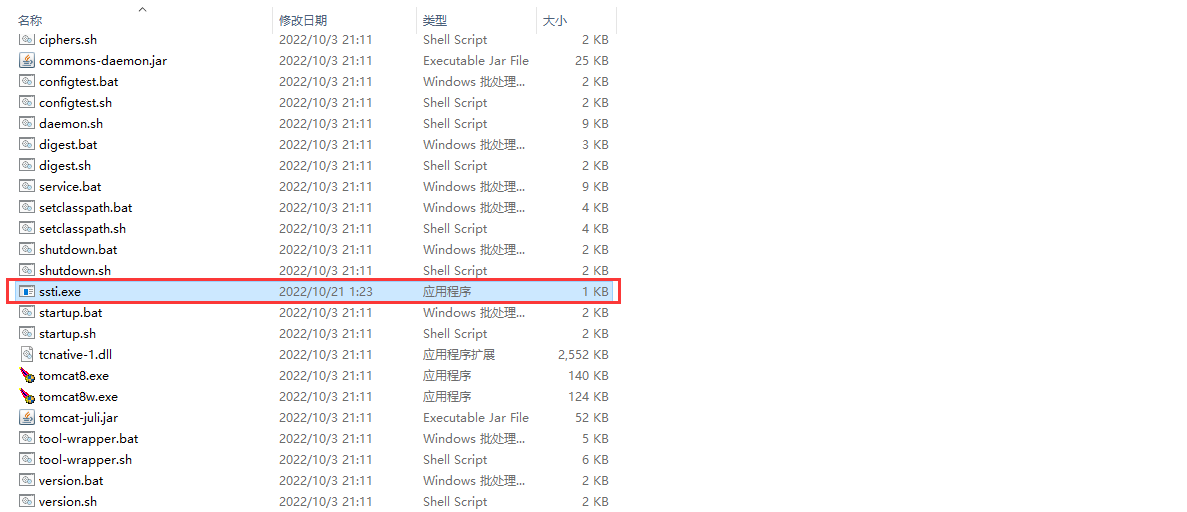 名称 修改日期 类型 大小
ciphers.sh 2022/10/3 21:11 Shell Script 2 KB
commons-daemon.jar 2022/10/3 21:11 Executable Jar File 25 KB
configtest.bat 2022/10/3 21:11 Windows 批处理... 2 KB
configtest.sh 2022/10/3 21:11 Shell Script 2 KB
daemon.sh 2022/10/3 21:11 Shell Script 9 KB
digest.bat 2022/10/3 21:11 Windows 批处理... 3 KB
digest.sh 2022/10/3 21:11 Shell Script 2 KB
service.bat 2022/10/3 21:11 Windows 批处理... 9 KB
setclasspath.bat 2022/10/3 21:11 Windows 批处理... 4 KB
setclasspath.sh 2022/10/3 21:11 Shell Script 4 KB
shutdown.bat 2022/10/3 21:11 Windows 批处理... 2 KB
shutdown.sh 2022/10/3 21:11 Shell Script 2 KB
ssti.exe 2022/10/21 1:23 应用程序 1 KB
startup.bat 2022/10/3 21:11 Windows 批处理... 2 KB
startup.sh 2022/10/3 21:11 Shell Script 2 KB
tcnative-1.dll 2022/10/3 21:11 应用程序扩展 2,552 KB
tomcat8.exe 2022/10/3 21:11 应用程序 140 KB
tomcat8w.exe 2022/10/3 21:11 应用程序 124 KB
tomcat-juli.jar 2022/10/3 21:11 Executable Jar File 52 KB
tool-wrapper.bat 2022/10/3 21:11 Windows 批处理... 5 KB
tool-wrapper.sh 2022/10/3 21:11 Shell Script 6 KB
version.bat 2022/10/3 21:11 Windows 批处理... 2 KB
version.sh 2022/10/3 21:11 Shell Script 2 KB